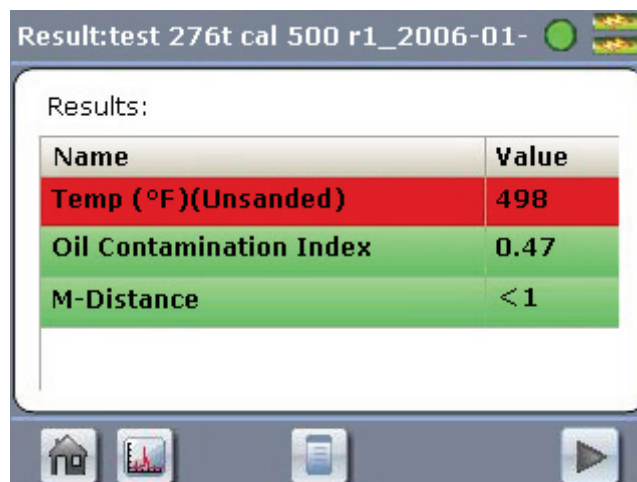 Result:test 276t cal 500 r1_2006-01-
Results:
Name Value
Temp (°F)(Unsanded) 498
Oil Contamination Index 0.47
M-Distance <1